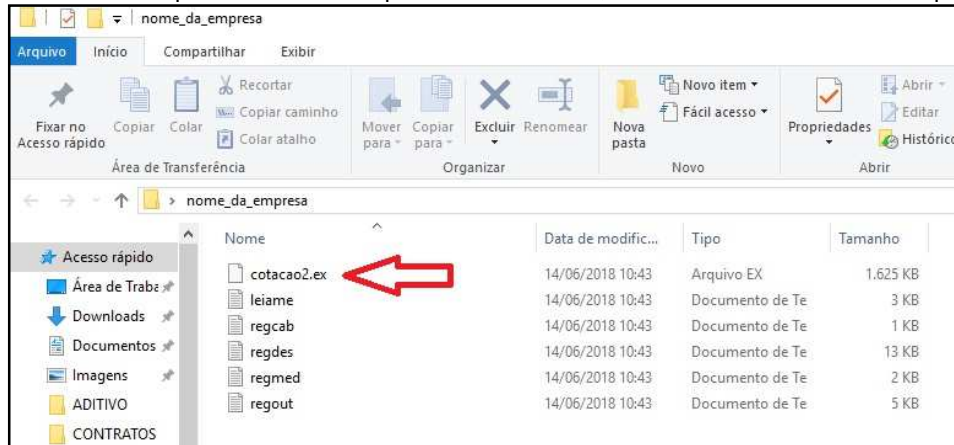 nome_da_empresa
Arquivo Início Compartilhar Exibir
Fixar no Acesso rápido
Copiar
Colar
Recortar
Copiar caminho
Colar atalho
Mover para
Copiar para
Excluir
Renomear
Nova pasta
Novo item
Fácil acesso
Propriedades
Abrir
Editar
Histórico
Área de Transferência Organizar Novo Abrir
nome_da_empresa
Nome Data de modific... Tipo Tamanho
Acesso rápido
Área de Traba
Downloads
Documentos
Imagens
ADITIVO
CONTRATOS
cotacao2.ex 14/06/2018 10:43 Arquivo EX 1.625 KB
leiame 14/06/2018 10:43 Documento de Te 3 KB
regcab 14/06/2018 10:43 Documento de Te 1 KB
regdes 14/06/2018 10:43 Documento de Te 13 KB
regmed 14/06/2018 10:43 Documento de Te 2 KB
regout 14/06/2018 10:43 Documento de Te 5 KB